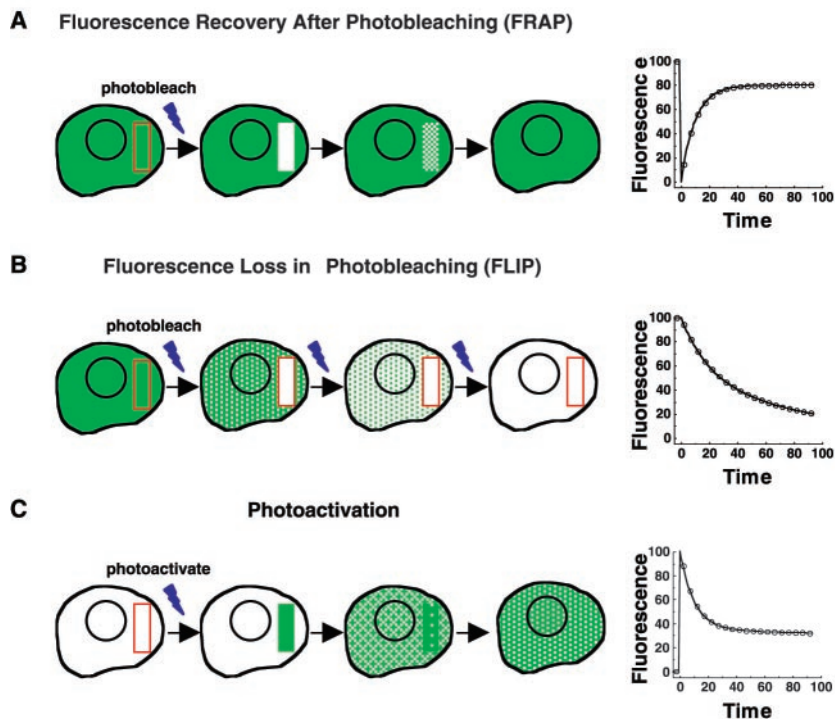 A Fluorescence Recovery After Photobleaching (FRAP)
photobleach
Fluorescenc e
100
80
60
40
20
0
0 20 40 60 80 100
Time
B Fluorescence Loss in Photobleaching (FLIP)
photobleach
Fluorescence
100
80
60
40
20
0
0 20 40 60 80 100
Time
C Photoactivation
photoactivate
Fluorescence
100
80
60
40
20
0
0 20 40 60 80 100
Time